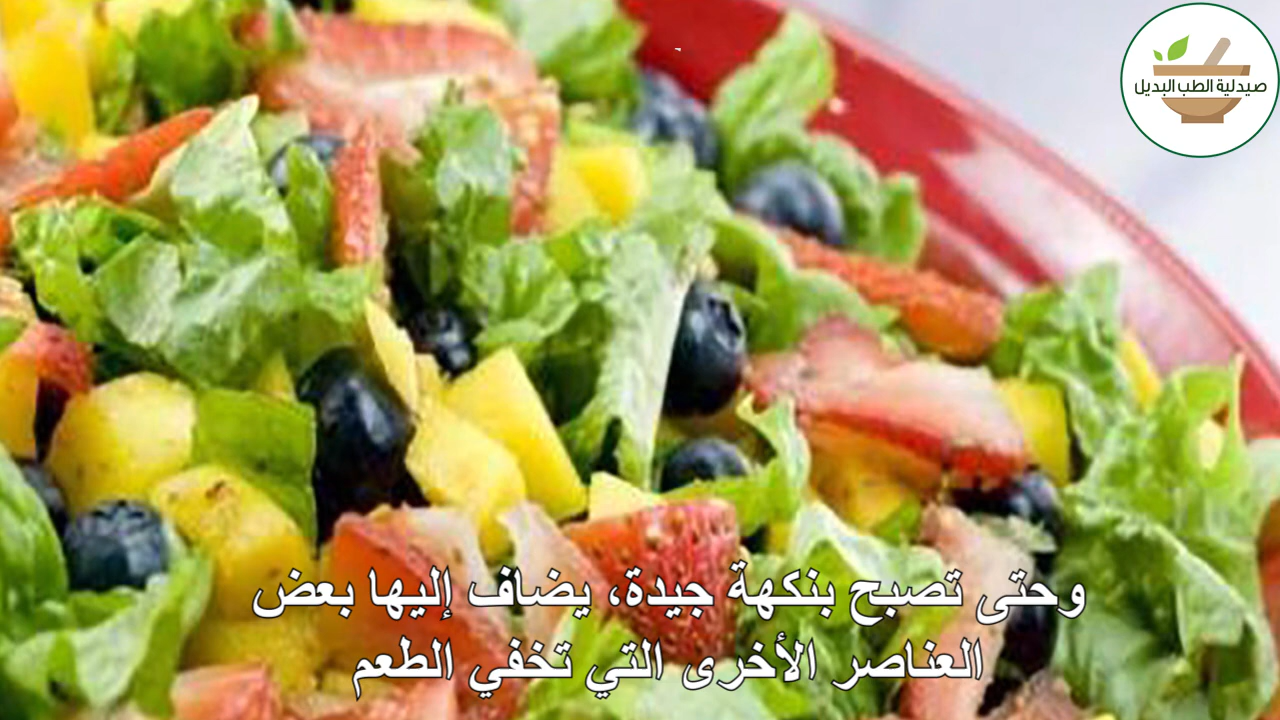 صيدلية الطب البديل
وحتى تصبح بنكهة جيدة، يضاف إليها بعض
العناصر الأخرى التي تخفي الطعم